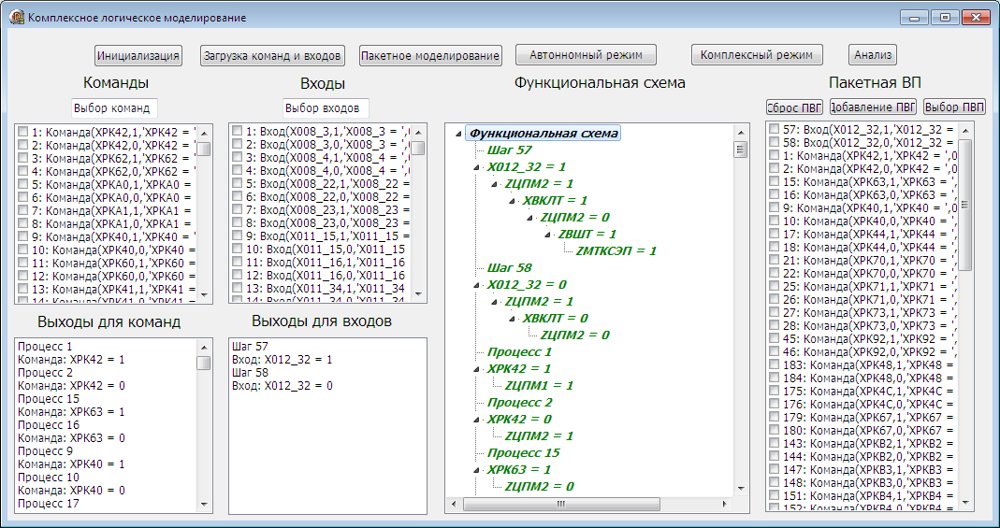 Комплексное логическое моделирование
Инициализация
Загрузка команд и входов
Пакетное моделирование
Автономный режим
Комплексный режим
Анализ
Команды
Входы
Функциональная схема
Пакетная ВП
Выбор команд
Выбор входов
Сброс ПВГ
Добавление ПВГ
Выбор ПВП
1: Команда(ХРК42,1,'ХРК42 = '
2: Команда(ХРК42,0,'ХРК42 = '
3: Команда(ХРК62,1,'ХРК62 = '
4: Команда(ХРК62,0,'ХРК62 = '
5: Команда(ХРКА0,1,'ХРКА0 =
6: Команда(ХРКА0,0,'ХРКА0 =
7: Команда(ХРКА1,1,'ХРКА1 =
8: Команда(ХРКА1,0,'ХРКА1 =
9: Команда(ХРК40,1,'ХРК40 = '
10: Команда(ХРК40,0,'ХРК40 =
11: Команда(ХРК60,1,'ХРК60 =
12: Команда(ХРК60,0,'ХРК60 =
13: Команда(ХРК41,1,'ХРК41 =
14: Команда(ХРК41,0,'ХРК41 =
1: Вход(Х008_3,1,'Х008_3 = ',
2: Вход(Х008_3,0,'Х008_3 = ',
3: Вход(Х008_4,1,'Х008_4 = ',
4: Вход(Х008_4,0,'Х008_4 = ',
5: Вход(Х008_22,1,'Х008_22 =
6: Вход(Х008_22,0,'Х008_22 =
7: Вход(Х008_23,1,'Х008_23 =
8: Вход(Х008_23,0,'Х008_23 =
9: Вход(Х011_15,1,'Х011_15 =
10: Вход(Х011_15,0,'Х011_15
11: Вход(Х011_16,1,'Х011_16
12: Вход(Х011_16,0,'Х011_16
13: Вход(Х011_34,1,'Х011_34
14: Вход(Х011_34,0,'Х011_34
Функциональная схема
Шаг 57
Х012_32 = 1
ZЦПМ2 = 1
ХВКЛТ = 1
ZЦПМ2 = 0
ZВШТ = 1
ZМТКСЭП = 1
Шаг 58
Х012_32 = 0
ZЦПМ2 = 1
ХВКЛТ = 0
ZЦПМ2 = 0
Процесс 1
ХРК42 = 1
ZЦПМ1 = 1
Процесс 2
ХРК42 = 0
ZЦПМ2 = 1
Процесс 15
ХРК63 = 1
ZЦПМ2 = 0
57: Вход(Х012_32,1,'Х012_32 =
58: Вход(Х012_32,0,'Х012_32 =
1: Команда(ХРК42,1,'ХРК42 = ',
2: Команда(ХРК42,0,'ХРК42 = ',0
15: Команда(ХРК63,1,'ХРК63 = ',
16: Команда(ХРК63,0,'ХРК63 = ',
9: Команда(ХРК40,1,'ХРК40 = ',0
10: Команда(ХРК40,0,'ХРК40 = ',
17: Команда(ХРК44,1,'ХРК44 = ',
18: Команда(ХРК44,0,'ХРК44 = ',
21: Команда(ХРК70,1,'ХРК70 = ',
22: Команда(ХРК70,0,'ХРК70 = ',
25: Команда(ХРК71,1,'ХРК71 = ',
26: Команда(ХРК71,0,'ХРК71 = ',
27: Команда(ХРК73,1,'ХРК73 = ',
28: Команда(ХРК73,0,'ХРК73 = ',
45: Команда(ХРК92,1,'ХРК92 = ',
46: Команда(ХРК92,0,'ХРК92 = ',
183: Команда(ХРК48,1,'ХРК48 =
184: Команда(ХРК48,0,'ХРК48 =
175: Команда(ХРК4С,1,'ХРК4С
176: Команда(ХРК4С,0,'ХРК4С
179: Команда(ХРК67,1,'ХРК67 =
180: Команда(ХРК67,0,'ХРК67 =
143: Команда(ХРКВ2,1,'ХРКВ2 =
144: Команда(ХРКВ2,0,'ХРКВ2 =
147: Команда(ХРКВ3,1,'ХРКВ3 =
148: Команда(ХРКВ3,0,'ХРКВ3 =
151: Команда(ХРКВ4,1,'ХРКВ4 =
152: Команда(ХРКВ4,0,'ХРКВ4 =
Выходы для команд
Выходы для входов
Процесс 1
Команда: ХРК42 = 1
Процесс 2
Команда: ХРК42 = 0
Процесс 15
Команда: ХРК63 = 1
Процесс 16
Команда: ХРК63 = 0
Процесс 9
Команда: ХРК40 = 1
Процесс 10
Команда: ХРК40 = 0
Процесс 17
Шаг 57
Вход: Х012_32 = 1
Шаг 58
Вход: Х012_32 = 0